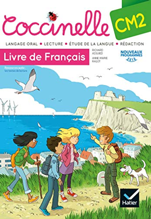 Coccinelle CM2
LANGAGE ORAL • LECTURE • ÉTUDE DE LA LANGUE • RÉDACTION
Livre de Français
NOUVEAUX
PROGRAMMES
Hatier